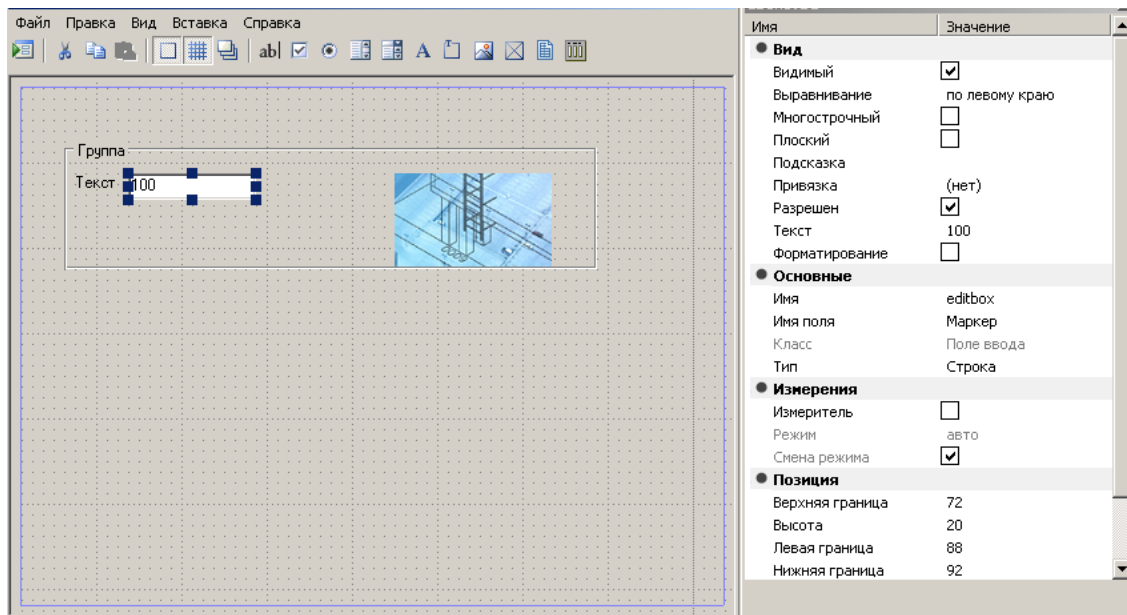 Файл Правка Вид Вставка Справка
ab| A
Группа
Текст 100
Имя Значение
Вид
Видимый
Выравнивание по левому краю
Многострочный
Плоский
Подсказка
Привязка (нет)
Разрешен
Текст 100
Форматирование
Основные
Имя editbox
Имя поля Маркер
Класс Поле ввода
Тип Строка
Измерения
Измеритель
Режим авто
Смена режима
Позиция
Верхняя граница 72
Высота 20
Левая граница 88
Нижняя граница 92